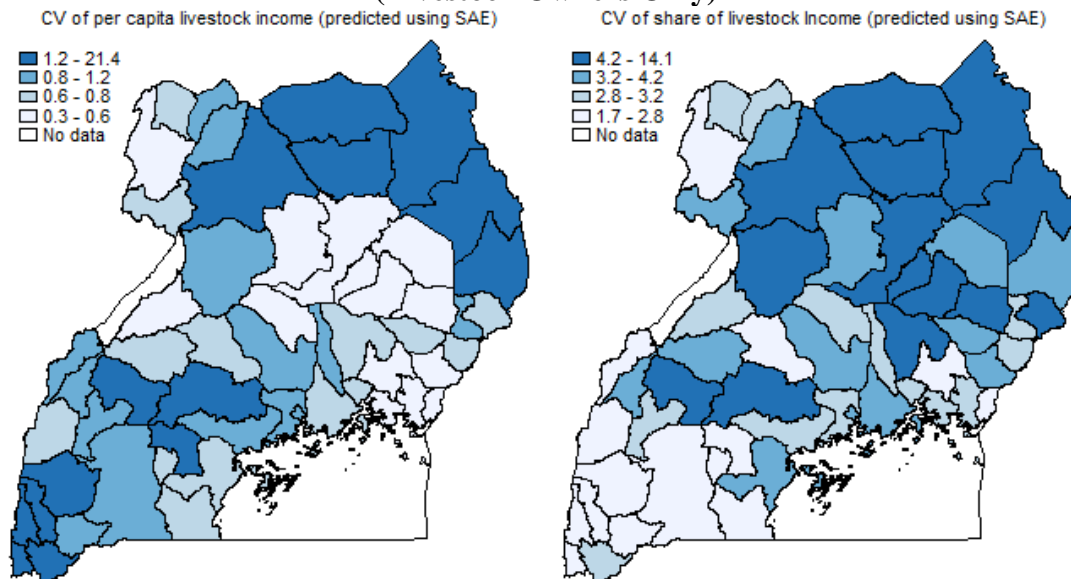 CV of per capita livestock income (predicted using SAE)
1.2 - 21.4
0.8 - 1.2
0.6 - 0.8
0.3 - 0.6
No data
CV of share of livestock Income (predicted using SAE)
4.2 - 14.1
3.2 - 4.2
2.8 - 3.2
1.7 - 2.8
No data